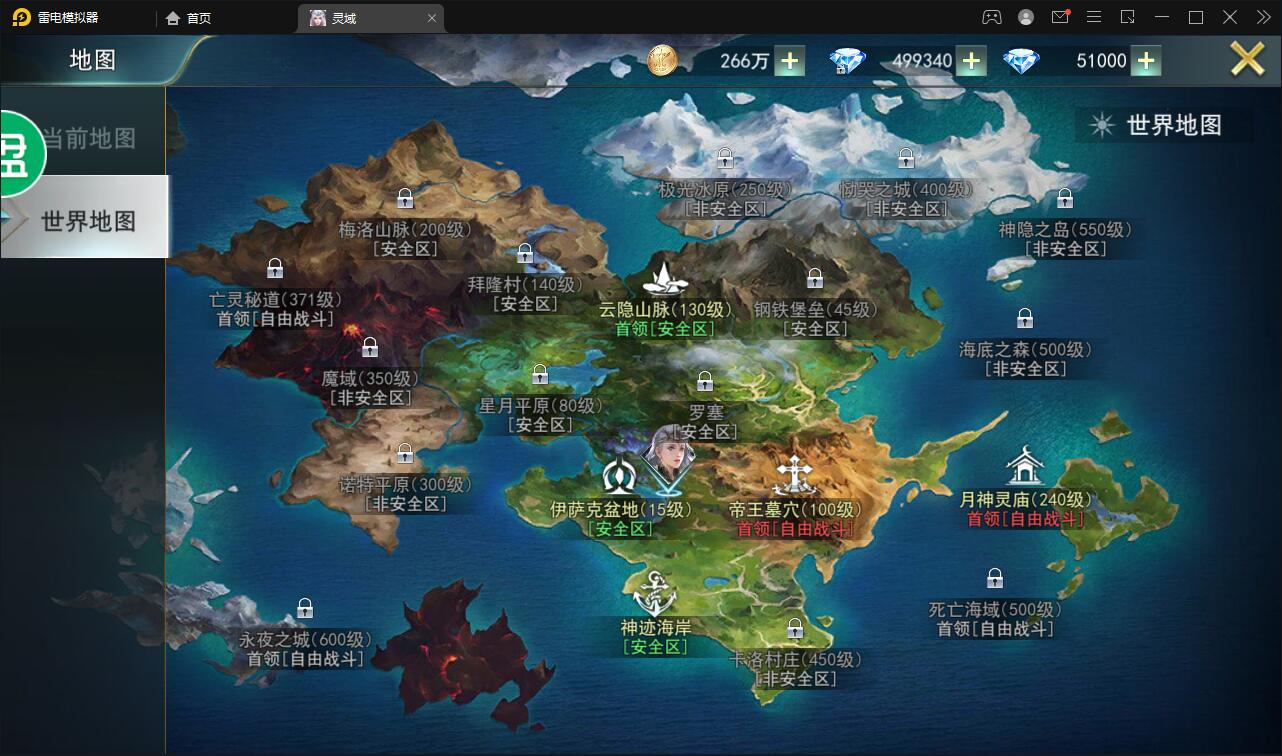 雷电模拟器
首页
灵域
地图
266万
499340
51000
当前地图
世界地图
世界地图
极光冰原(250级)
[非安全区]
恸哭之城(400级)
[非安全区]
神隐之岛(550级)
[非安全区]
梅洛山脉(200级)
[安全区]
拜隆村(140级)
[安全区]
亡灵秘道(371级)
首领[自由战斗]
云隐山脉(130级)
首领[安全区]
钢铁堡垒(45级)
[安全区]
海底之森(500级)
[非安全区]
魔域(350级)
[非安全区]
星月平原(80级)
[安全区]
罗塞
[安全区]
诺特平原(300级)
[非安全区]
伊萨克盆地(15级)
[安全区]
帝王墓穴(100级)
首领[自由战斗]
月神灵庙(240级)
首领[自由战斗]
死亡海域(500级)
首领[自由战斗]
永夜之城(600级)
首领[自由战斗]
神迹海岸
[安全区]
卡洛村庄(450级)
[非安全区]